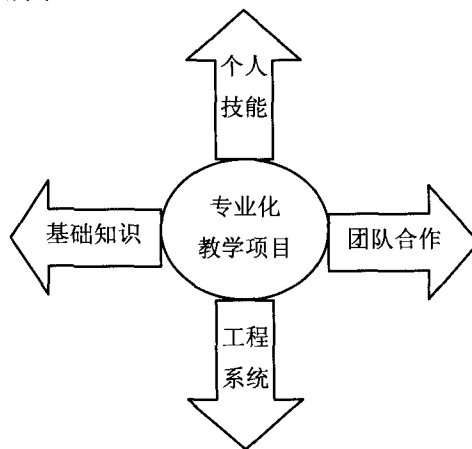 个人
技能
专业化
基础知识
教学项目
团队合作
工程
系统